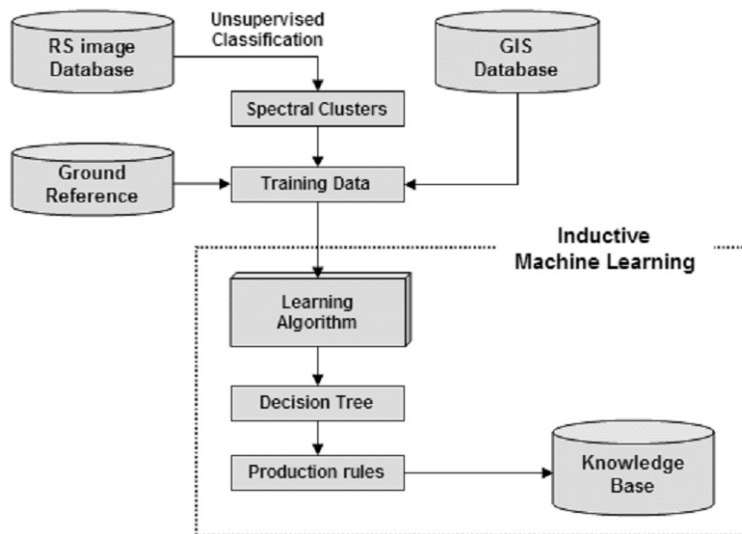 Unsupervised
Classification
RS image
Database
GIS
Database
Spectral Clusters
Ground
Reference
Training Data
Inductive
Machine Learning
Learning
Algorithm
Decision Tree
Production rules
Knowledge
Base